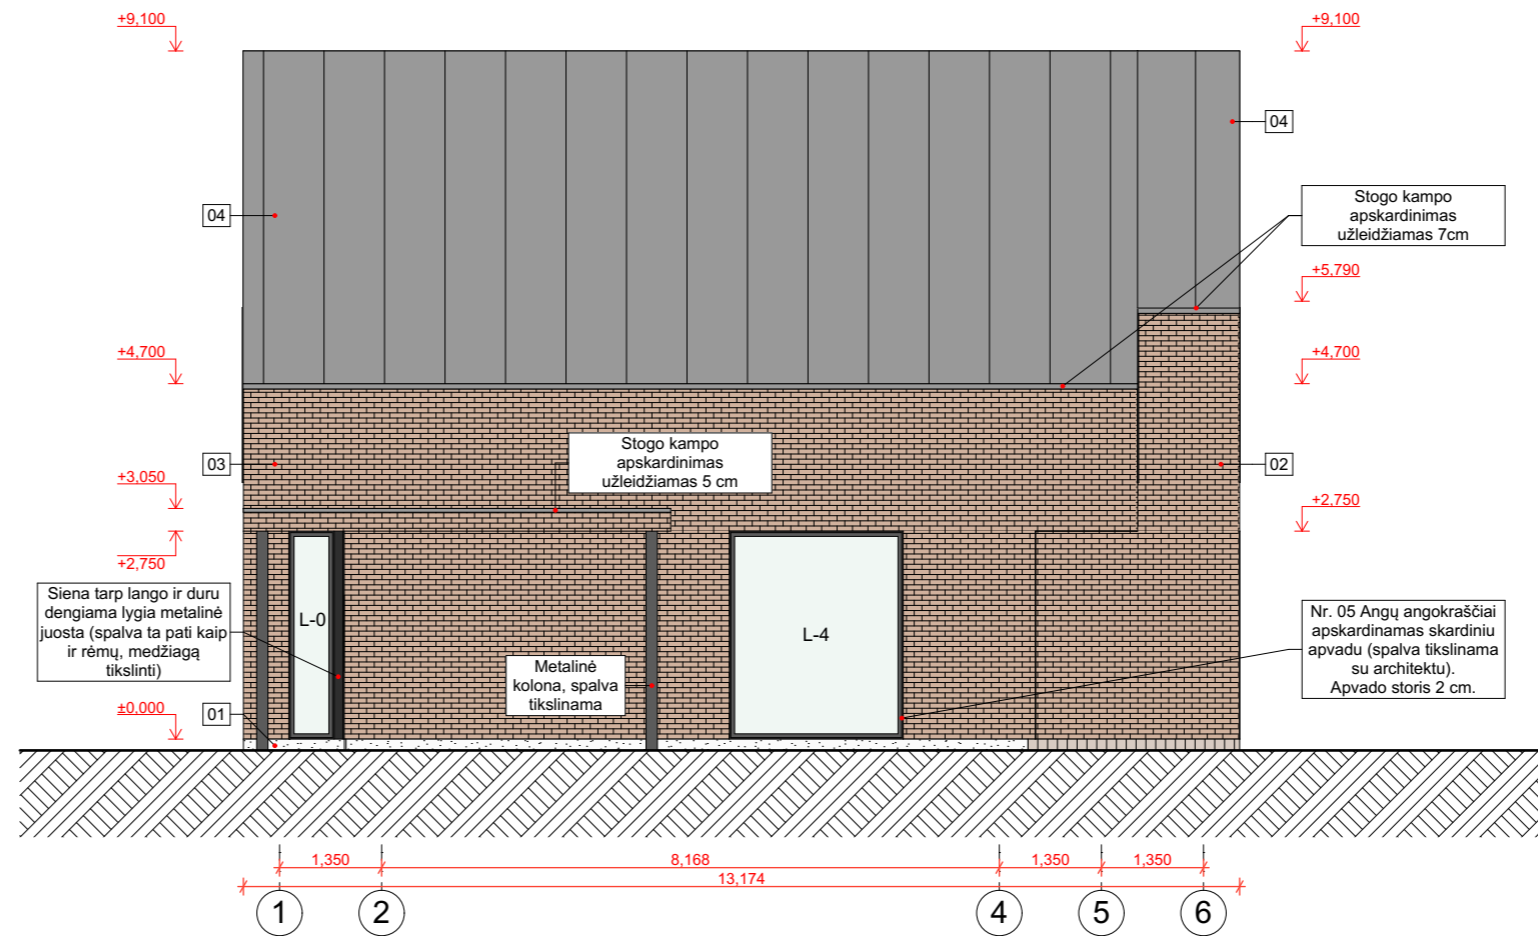 +9,100
+9,100
04
04
Stogo kampo
apskardinimas
užleidžiamas 7cm
+5,790
+4,700
+4,700
Stogo kampo
apskardinimas
užleidžiamas 5 cm
03
02
+3,050
+2,750
+2,750
Siena tarp lango ir duru
dengiama lygia metalinė
juosta (spalva ta pati kaip
ir rėmų, medžiagą
tikslinti)
L-0
L-4
Metalinė
kolona, spalva
tikslinama
Nr. 05 Angų angokraščiai
apskardinamas skardiniu
apvadu (spalva tikslinama
su architektu).
Apvado storis 2 cm.
±0,000
01
1,350
8,168
1,350
1,350
13,174
1
2
4
5
6